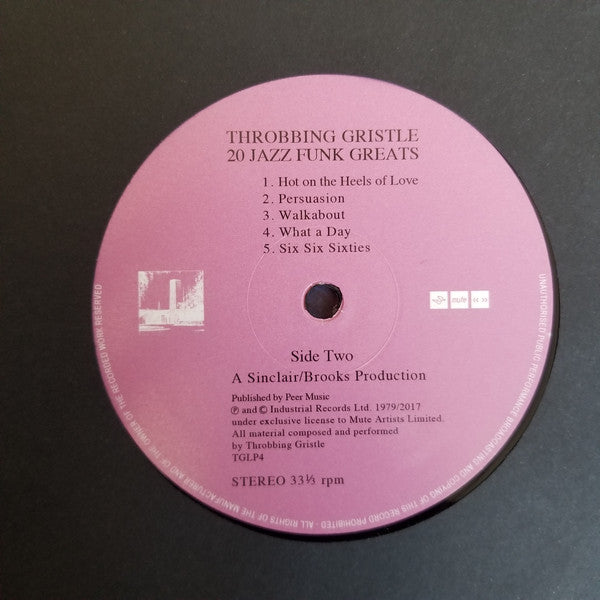 THROBBING GRISTLE
20 JAZZ FUNK GREATS
1. Hot on the Heels of Love
2. Persuasion
3. Walkabout
4. What a Day
5. Six Six Sixties
mute
Side Two
A Sinclair/Brooks Production
Published by Peer Music
℗ and © Industrial Records Ltd. 1979/2017
under exclusive license to Mute Artists Limited.
All material composed and performed
by Throbbing Gristle
TGLP4
STEREO 33⅓ rpm
ALL RIGHTS OF THE MANUFACTURER AND OF THE OWNER OF THE RECORDED WORK RESERVED
UNAUTHORISED PUBLIC PERFORMANCE BROADCASTING AND COPYING OF THIS RECORD PROHIBITED -